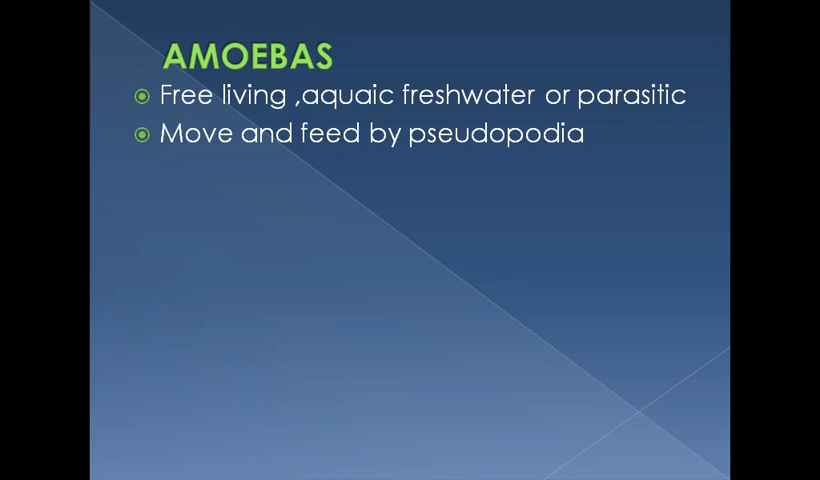 AMOEBAS
Free living ,aquaic freshwater or parasitic
Move and feed by pseudopodia